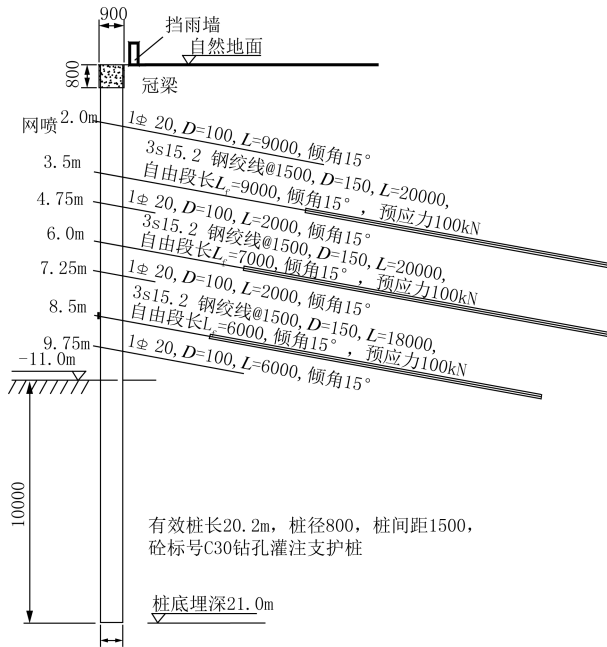 900
挡雨墙
自然地面
800
冠梁
网喷
2.0m
1Φ 20, D=100, L=9000, 倾角15°
3s15.2 钢绞线@1500, D=150, L=20000,
3.5m
自由段长Lf=9000, 倾角15°, 预应力100kN
4.75m
1Φ 20, D=100, L=2000, 倾角15°
3s15.2 钢绞线@1500, D=150, L=20000,
6.0m
自由段长Lf=7000, 倾角15°, 预应力100kN
7.25m
1Φ 20, D=100, L=2000, 倾角15°
3s15.2 钢绞线@1500, D=150, L=18000,
8.5m
自由段长Lf=6000, 倾角15°, 预应力100kN
9.75m
1Φ 20, D=100, L=6000, 倾角15°
-11.0m
10000
有效桩长20.2m, 桩径800, 桩间距1500,
砼标号C30钻孔灌注支护桩
桩底埋深21.0m